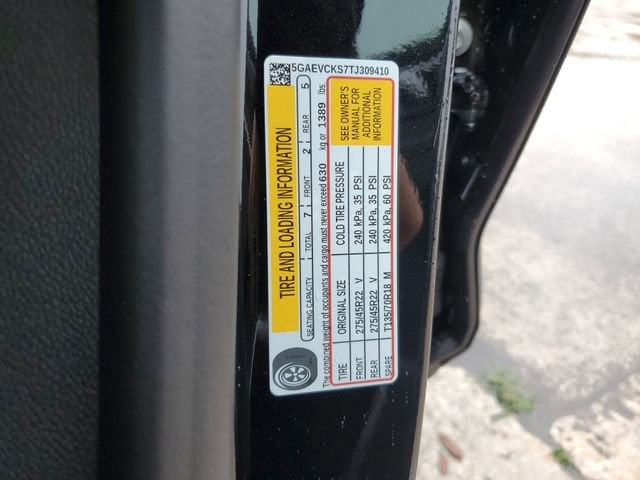 5GAEVCKS7TJ309410
TIRE AND LOADING INFORMATION
SEATING CAPACITY TOTAL 7 FRONT 2 REAR 5
The combined weight of occupants and cargo must never exceed 630 kg or 1389 lbs
TIRE ORIGINAL SIZE COLD TIRE PRESSURE
FRONT 275/45R22 V 240 kPa, 35 PSI
REAR 275/45R22 V 240 kPa, 35 PSI
SPARE T135/70R18 M 420 kPa, 60 PSI
SEE OWNER'S
MANUAL FOR
ADDITIONAL
INFORMATION